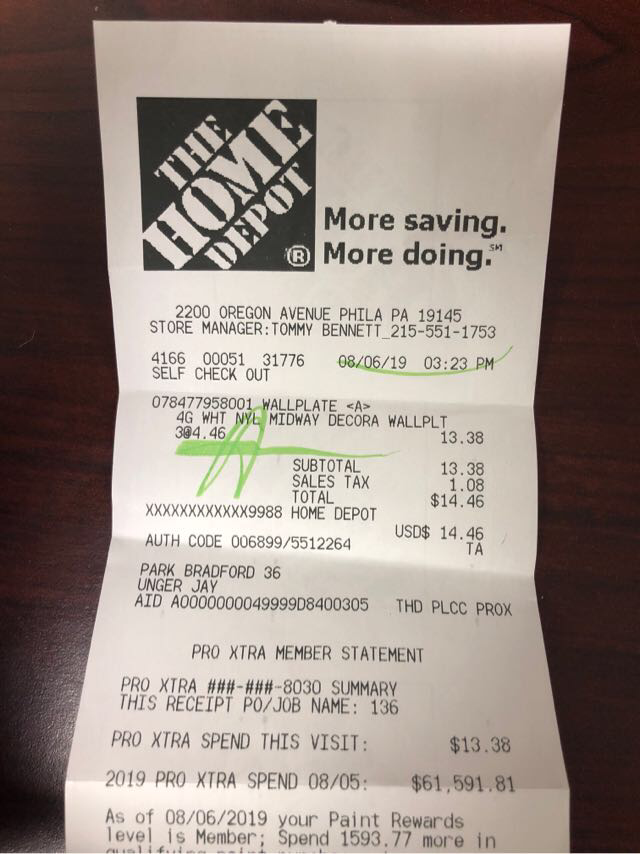 THE
HOME
DEPOT
®
More saving.
More doing.℠
2200 OREGON AVENUE PHILA PA 19145
STORE MANAGER:TOMMY BENNETT 215-551-1753
4166 00051 31776 08/06/19 03:23 PM
SELF CHECK OUT
078477958001 WALLPLATE <A>
4G WHT NYL MIDWAY DECORA WALLPLT
3@4.46 13.38
SUBTOTAL 13.38
SALES TAX 1.08
TOTAL $14.46
XXXXXXXXXXXX9988 HOME DEPOT
USD$ 14.46
AUTH CODE 006899/5512264 TA
PARK BRADFORD 36
UNGER JAY
AID A0000000049999D8400305 THD PLCC PROX
PRO XTRA MEMBER STATEMENT
PRO XTRA ###-###-8030 SUMMARY
THIS RECEIPT PO/JOB NAME: 136
PRO XTRA SPEND THIS VISIT: $13.38
2019 PRO XTRA SPEND 08/05: $61,591.81
As of 08/06/2019 your Paint Rewards
level is Member; Spend 1593.77 more in